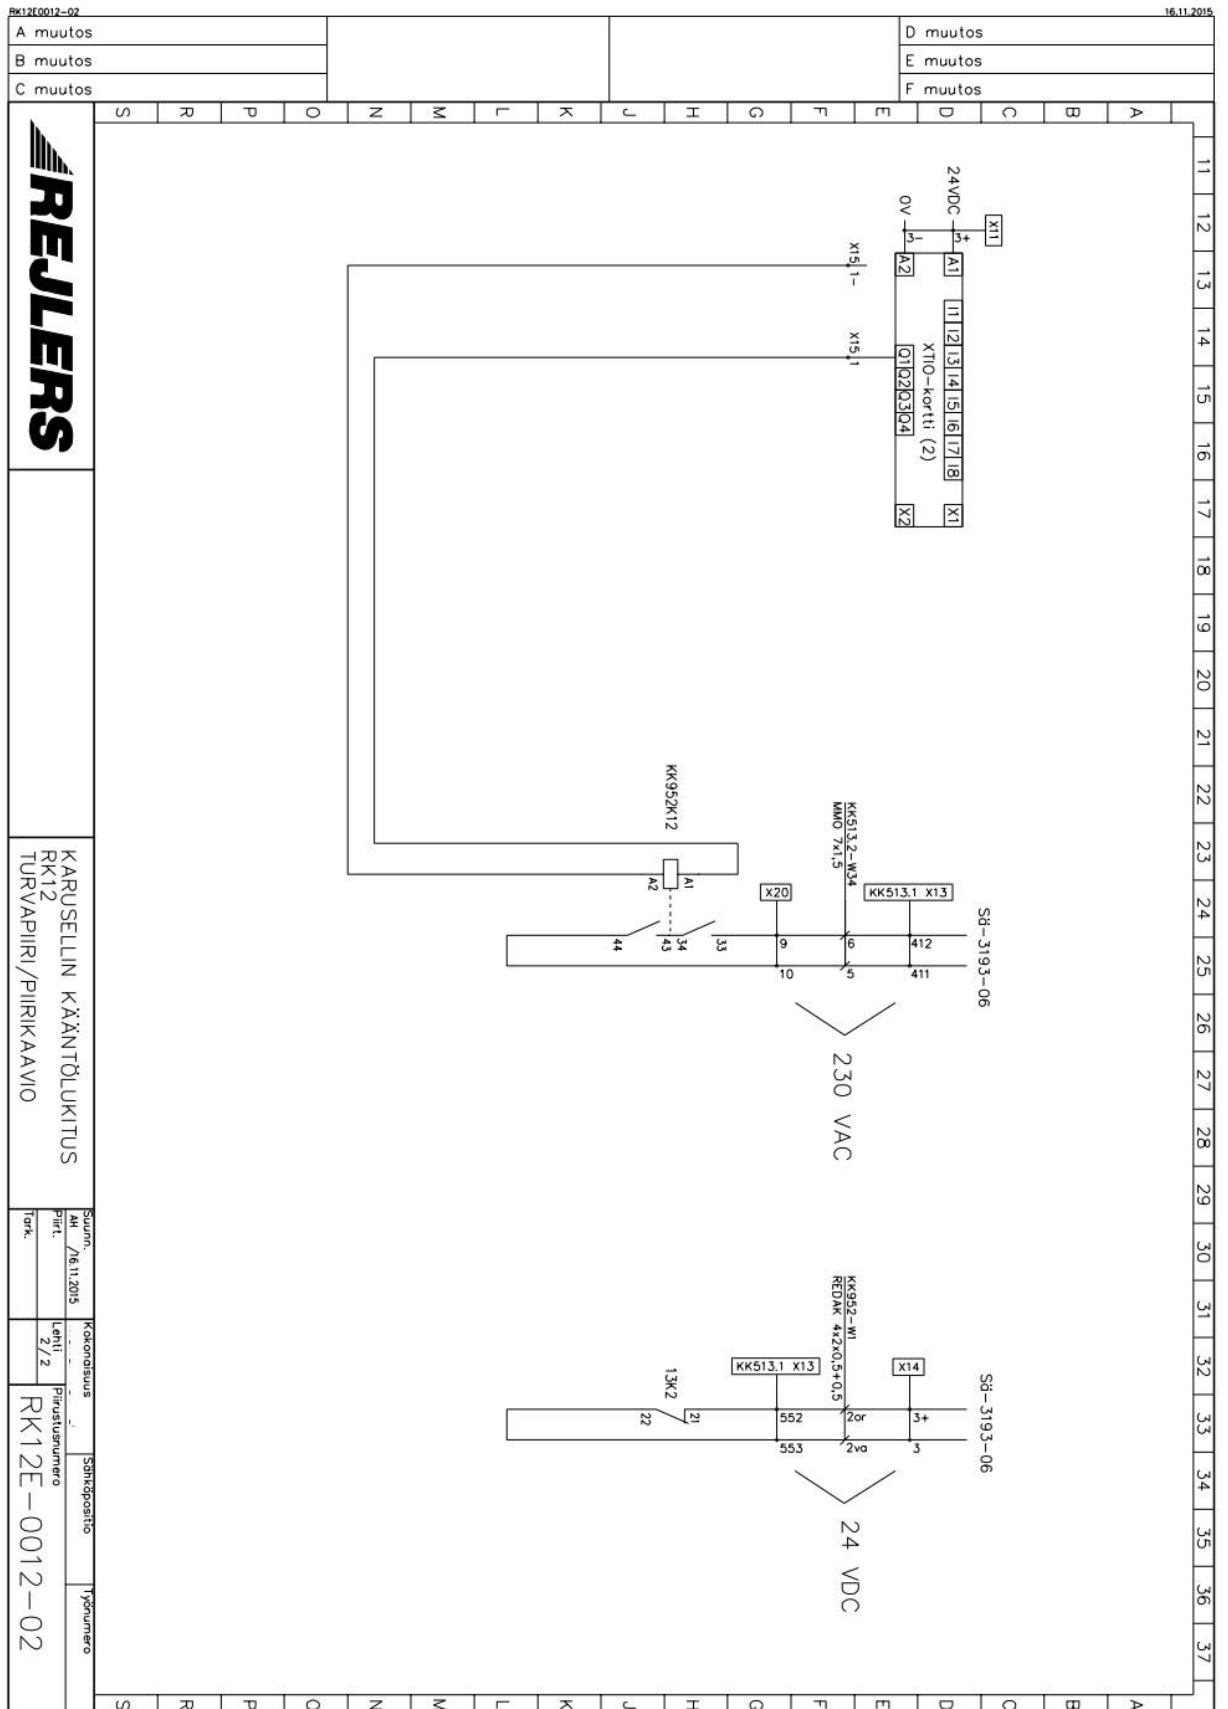 RK12E0012-02
16.11.2015
A muutos
B muutos
C muutos
D muutos
E muutos
F muutos
S R P O N M L K J H G F E D C B A
11 12 13 14 15 16 17 18 19 20 21 22 23 24 25 26 27 28 29 30 31 32 33 34 35 36 37
X11
24VDC
0V
3+
3-
A1
A2
I1 I2 I3 I4 I5 I6 I7 I8
XTIO-kortti (2)
Q1 Q2 Q3 Q4
X1
X2
X15 1-
X15 1
KK952K12
A1
A2
KK513.2-W34
MMO 7x1,5
X20
KK513.1 X13
Sä-3193-06
44
43
34
33
9
6
412
10
5
411
230 VAC
KK952-W1
REDAK 4x2x0,5+0,5
KK513.1 X13
X14
Sä-3193-06
13K2
22
21
552
2or
3+
553
2va
3
24 VDC
REJLERS
KARUSELLIN KÄÄNTÖLUKITUS
RK12
TURVAPIIRI/PIIRIKAAVIO
Suunn.
AH /16.11.2015
Piirt.
Tark.
Kokonaisuus
Sähköpositio
Työnumero
Lehti
2/2
Piirustusnumero
RK12E-0012-02
S R P O N M L K J H G F E D C B A